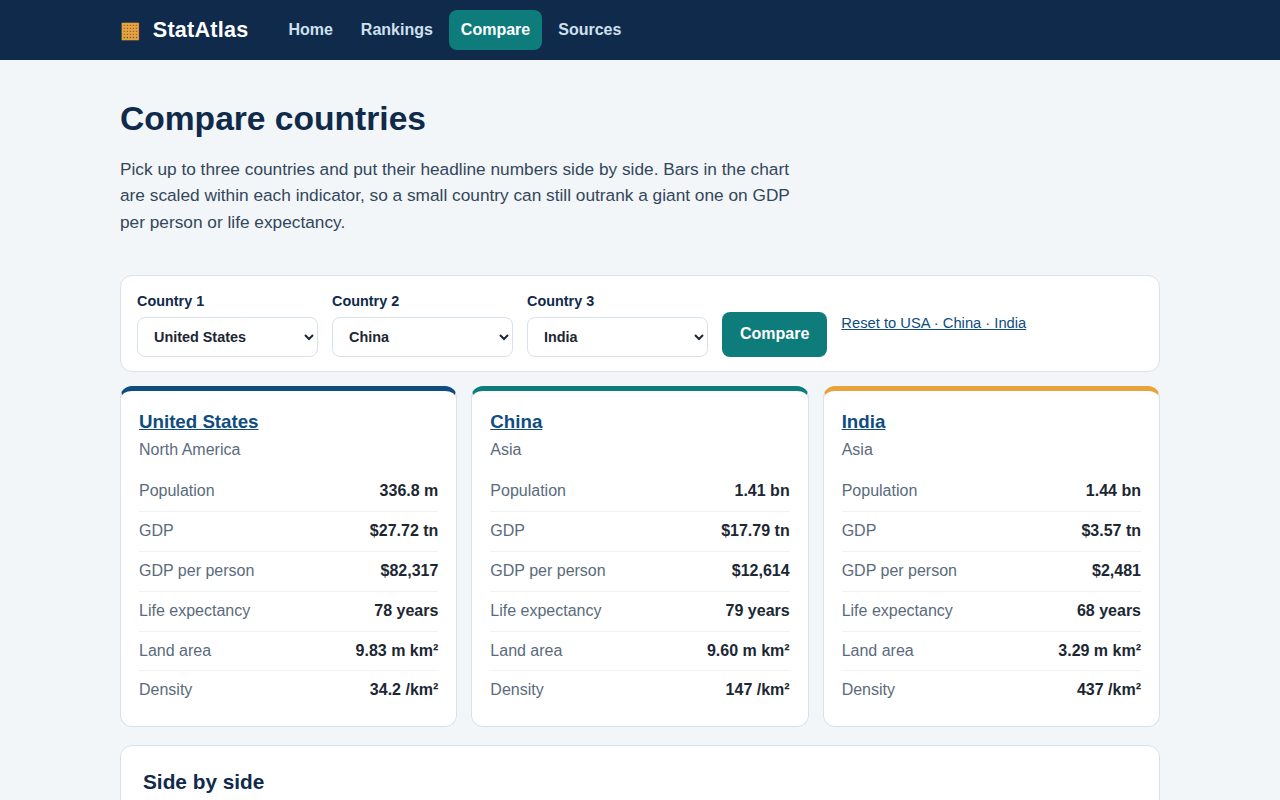 StatAtlas Home Rankings Compare Sources
Compare countries
Pick up to three countries and put their headline numbers side by side. Bars in the chart
are scaled within each indicator, so a small country can still outrank a giant one on GDP
per person or life expectancy.
Country 1 Country 2 Country 3
United States China India Compare Reset to USA · China · India
United States
North America
Population 336.8 m
GDP $27.72 tn
GDP per person $82,317
Life expectancy 78 years
Land area 9.83 m km²
Density 34.2 /km²
China
Asia
Population 1.41 bn
GDP $17.79 tn
GDP per person $12,614
Life expectancy 79 years
Land area 9.60 m km²
Density 147 /km²
India
Asia
Population 1.44 bn
GDP $3.57 tn
GDP per person $2,481
Life expectancy 68 years
Land area 3.29 m km²
Density 437 /km²
Side by side